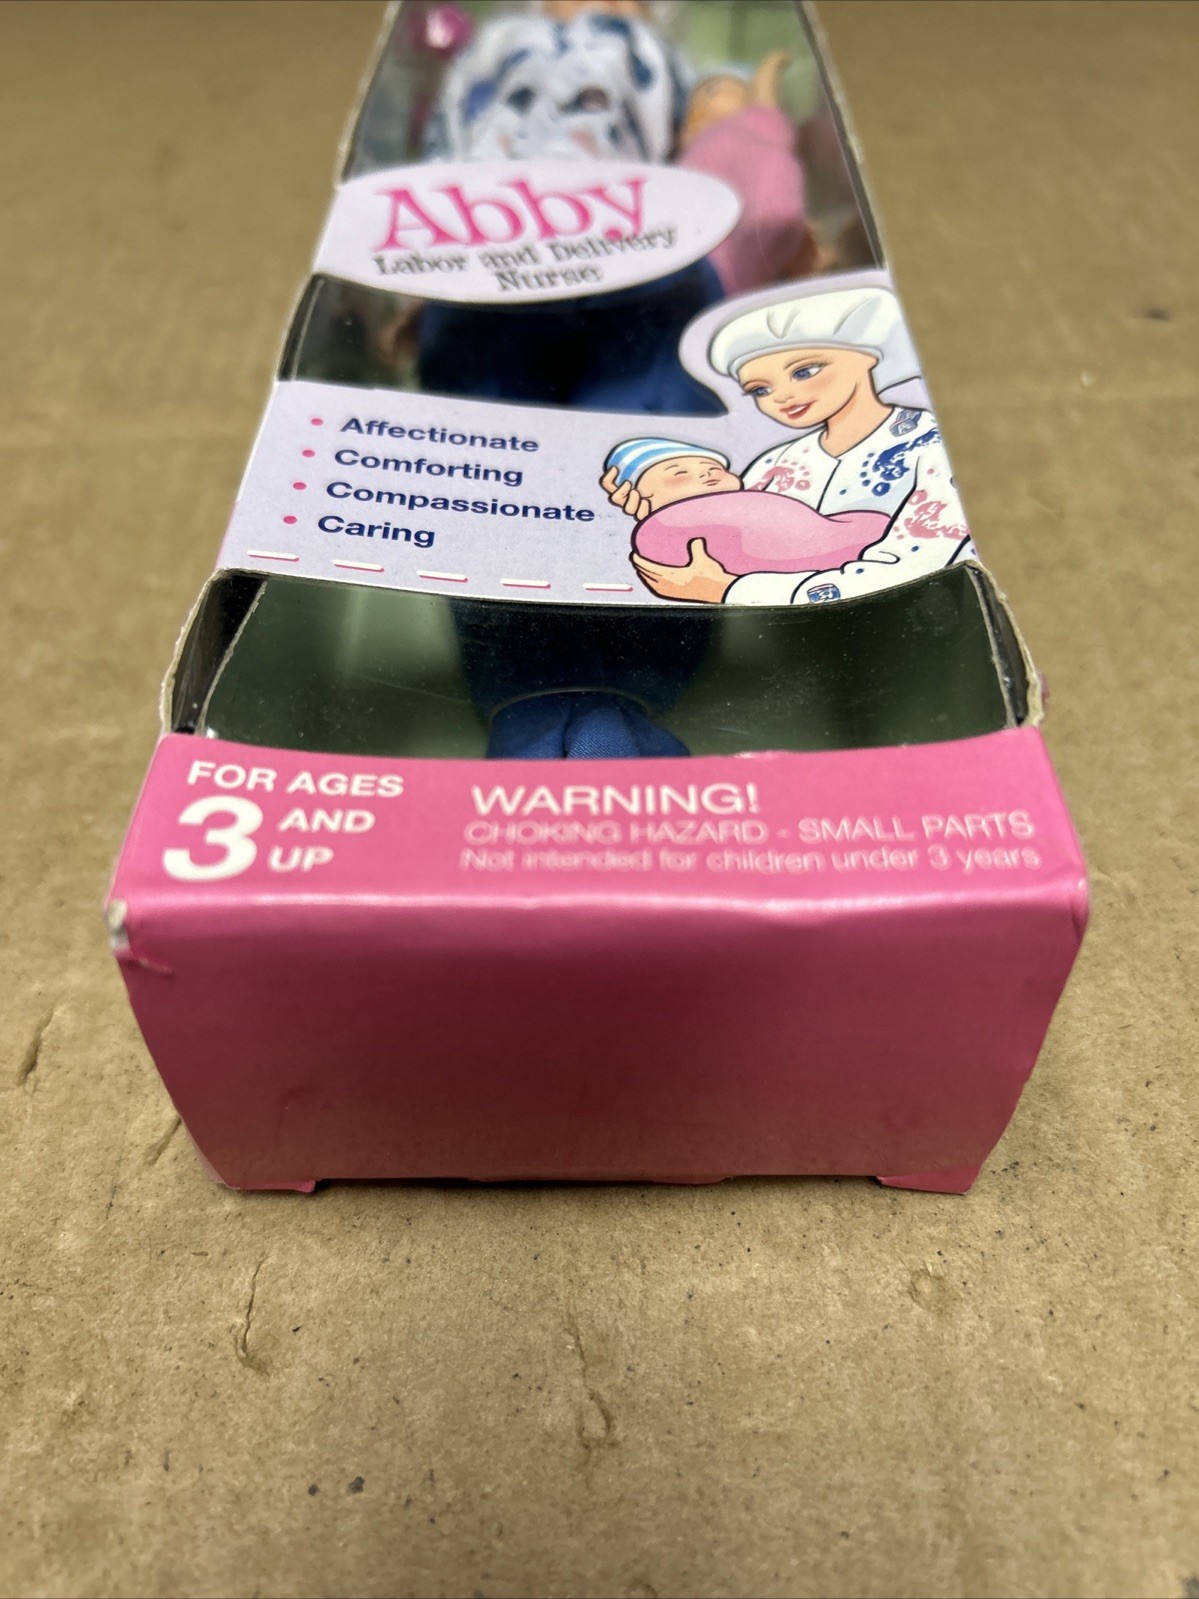 Abby
Labor and Delivery
Nurse
• Affectionate
• Comforting
• Compassionate
• Caring
FOR AGES
3 AND
UP
WARNING!
CHOKING HAZARD - SMALL PARTS
Not intended for children under 3 years